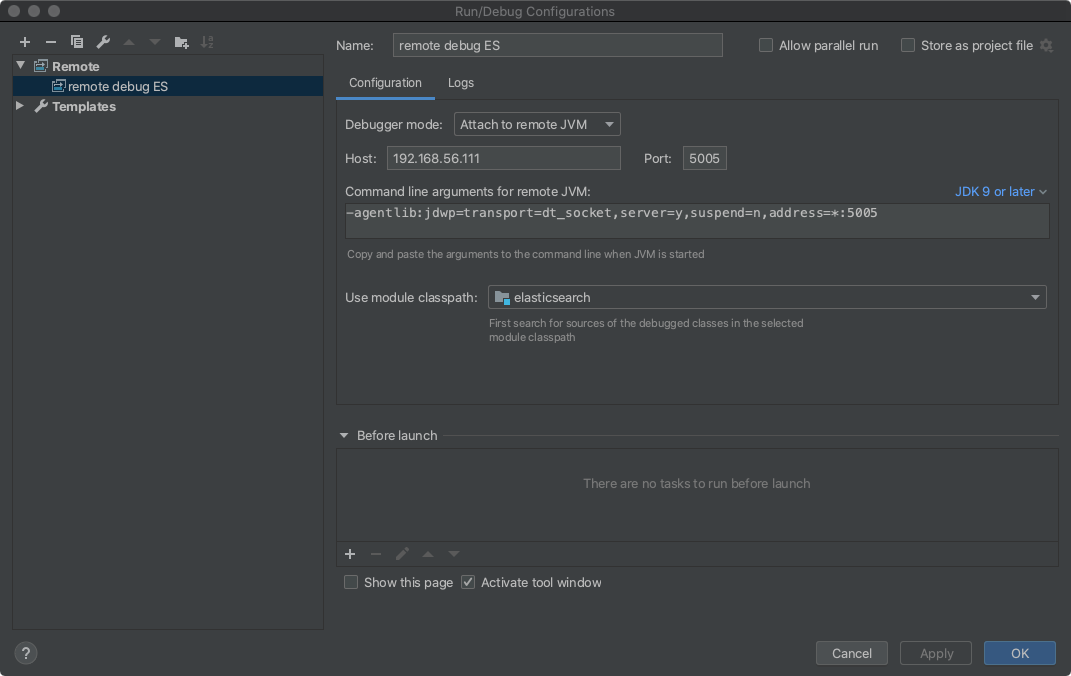 Run/Debug Configurations
Name: remote debug ES Allow parallel run Store as project file
Remote
remote debug ES
Templates
Configuration Logs
Debugger mode: Attach to remote JVM
Host: 192.168.56.111 Port: 5005
Command line arguments for remote JVM: JDK 9 or later
-agentlib:jdwp=transport=dt_socket,server=y,suspend=n,address=*:5005
Copy and paste the arguments to the command line when JVM is started
Use module classpath: elasticsearch
First search for sources of the debugged classes in the selected
module classpath
Before launch
There are no tasks to run before launch
Show this page Activate tool window
? Cancel Apply OK